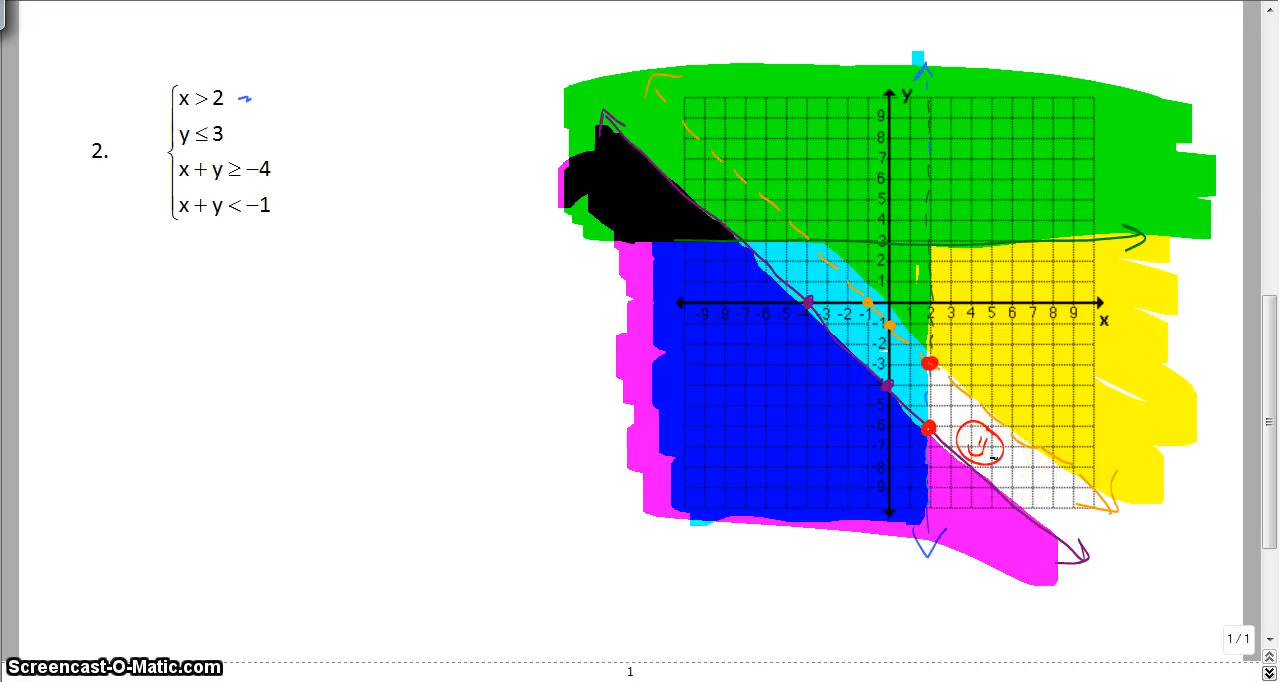 x > 2
y ≤ 3
2.
x + y ≥ −4
x + y < −1
y
9
8
7
6
5
4
3
2
1
-9 -8 -7 -6 -5 -4 -3 -2 -1 1 2 3 4 5 6 7 8 9
x
-1
-2
-3
-4
-5
-6
-7
-8
-9
1 / 1
Screencast-O-Matic.com
1